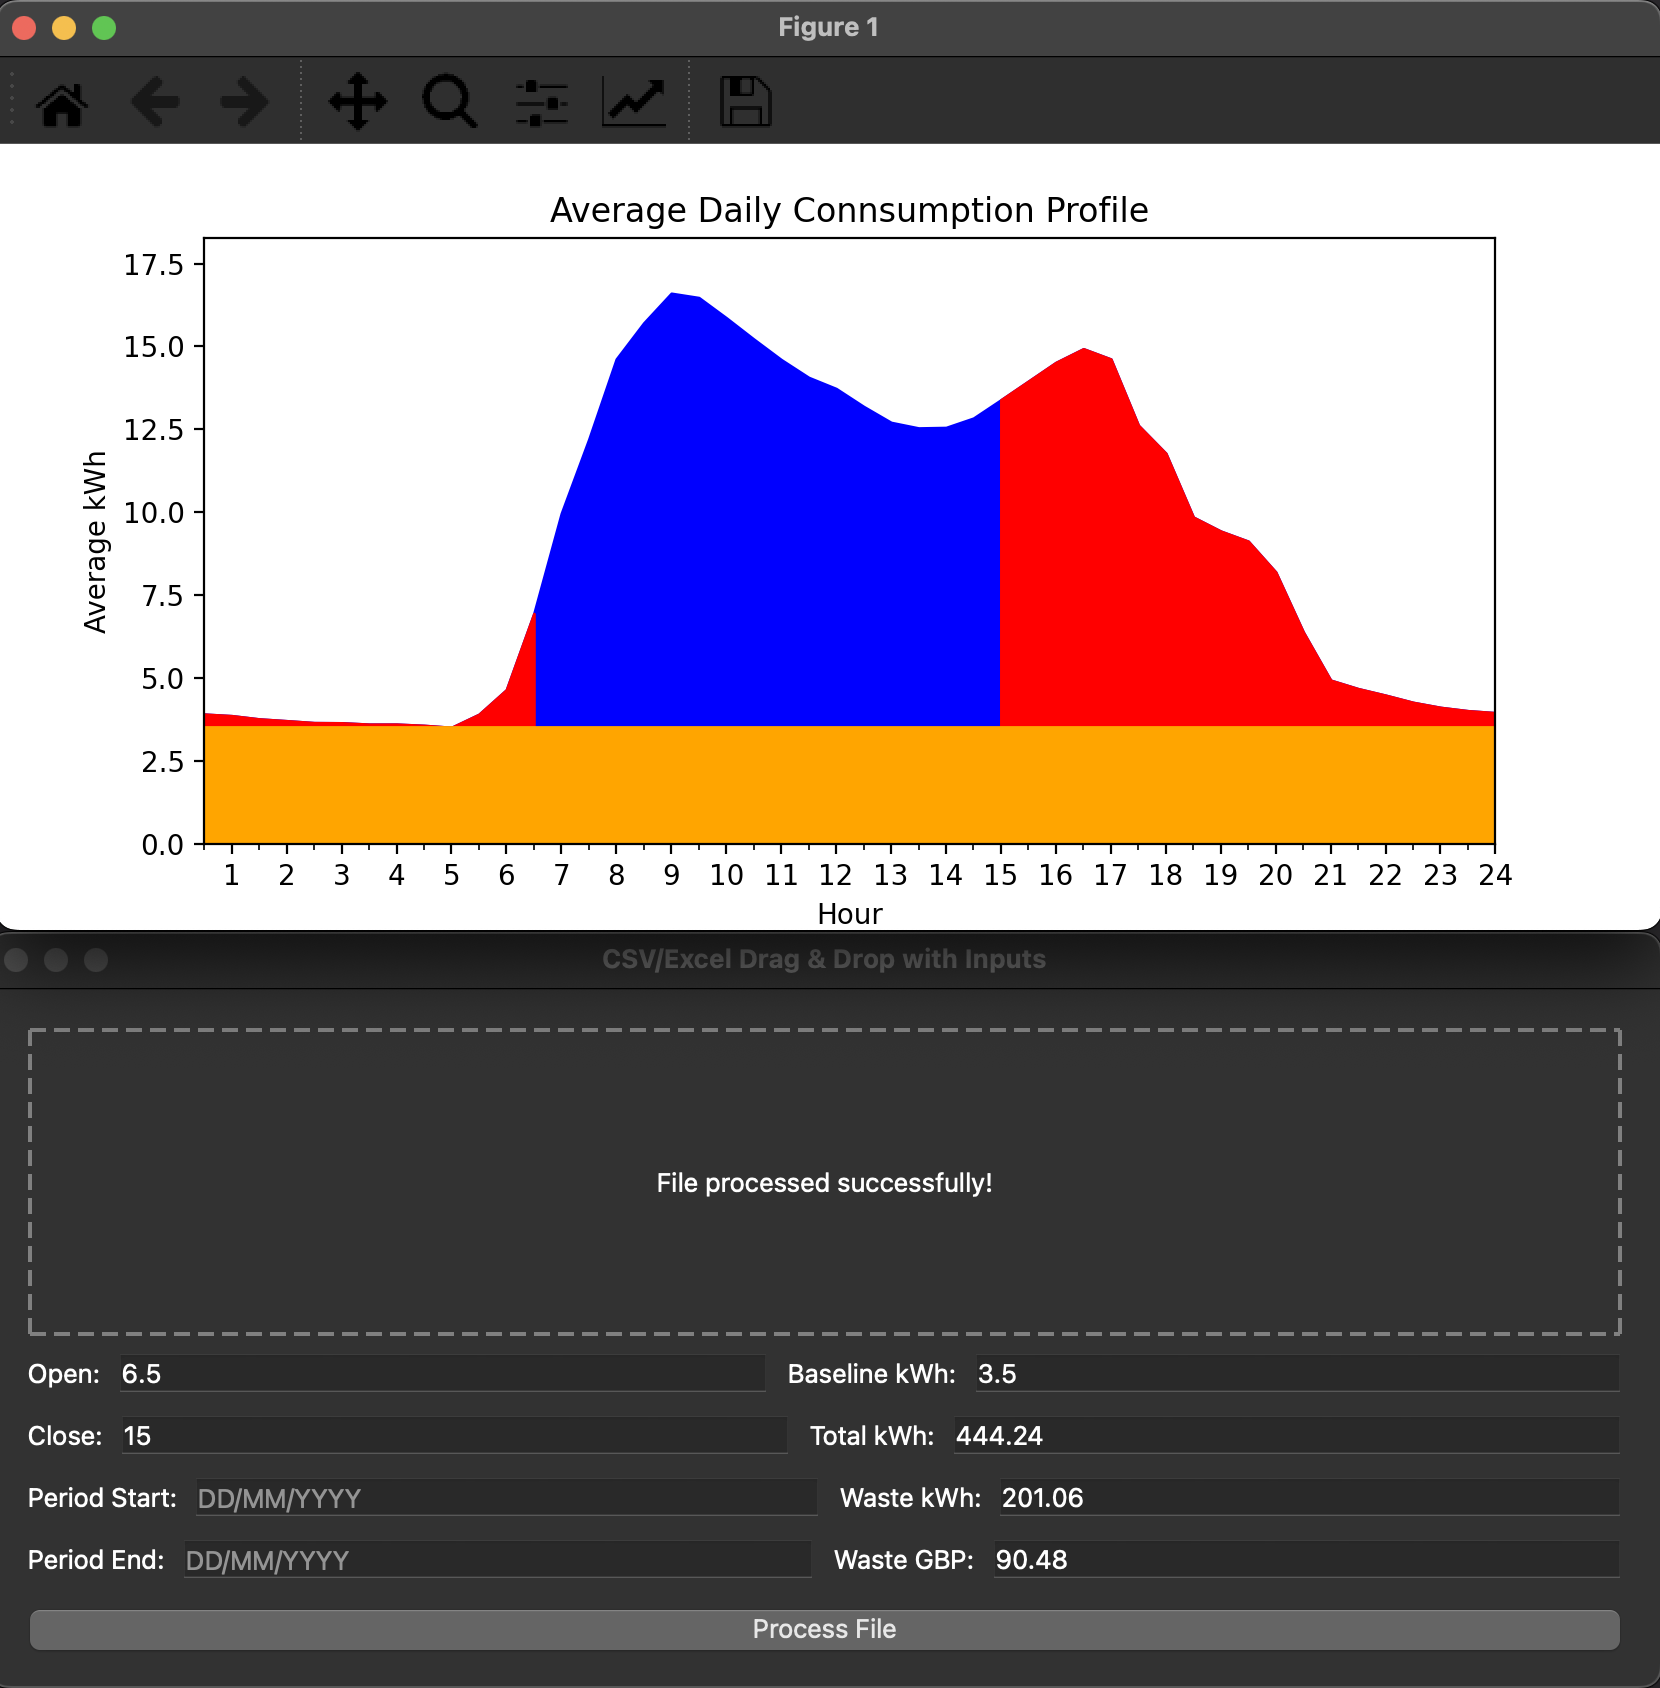 Figure 1
Average Daily Connsumption Profile
17.5
15.0
12.5
10.0
7.5
5.0
2.5
0.0
Average kWh
1 2 3 4 5 6 7 8 9 10 11 12 13 14 15 16 17 18 19 20 21 22 23 24
Hour
CSV/Excel Drag & Drop with Inputs
File processed successfully!
Open: 6.5 Baseline kWh: 3.5
Close: 15 Total kWh: 444.24
Period Start: DD/MM/YYYY Waste kWh: 201.06
Period End: DD/MM/YYYY Waste GBP: 90.48
Process File